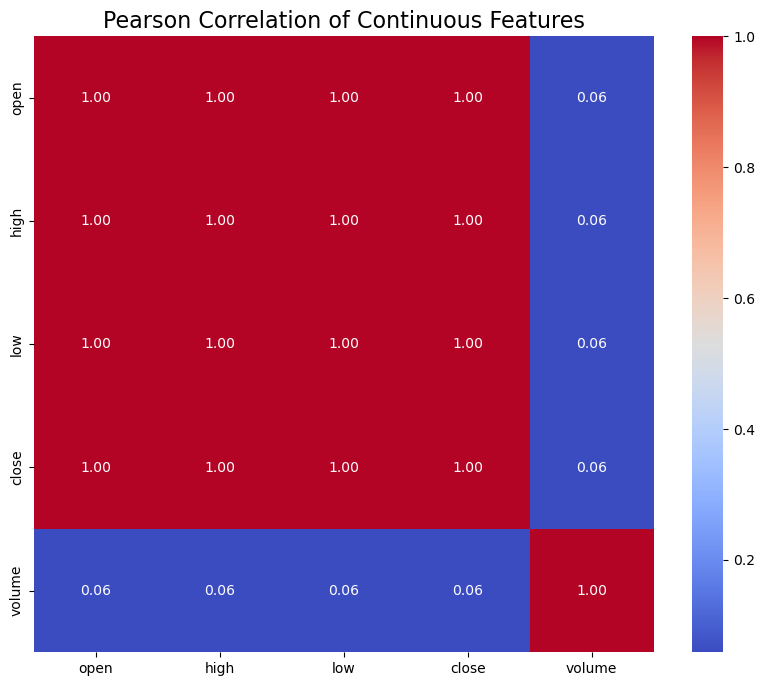 Pearson Correlation of Continuous Features
open 1.00 1.00 1.00 1.00 0.06
high 1.00 1.00 1.00 1.00 0.06
low 1.00 1.00 1.00 1.00 0.06
close 1.00 1.00 1.00 1.00 0.06
volume 0.06 0.06 0.06 0.06 1.00
open high low close volume
1.0
0.8
0.6
0.4
0.2